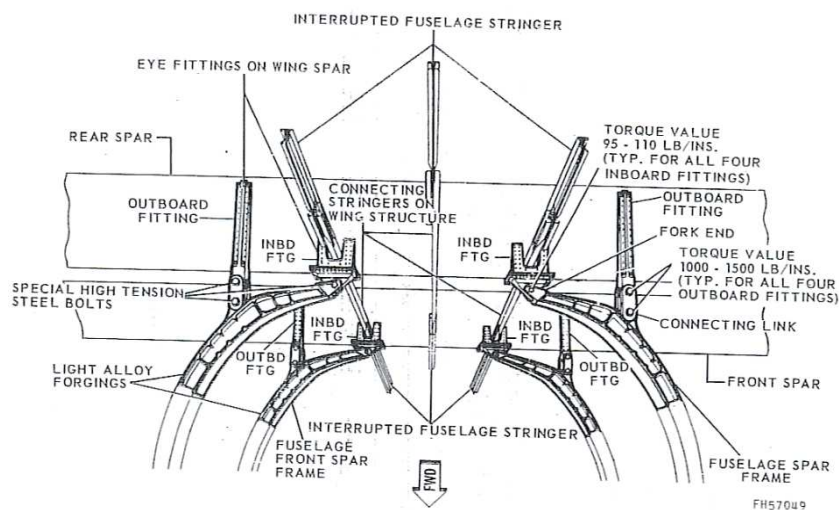 INTERRUPTED FUSELAGE STRINGER
EYE FITTINGS ON WING SPAR
REAR SPAR
TORQUE VALUE
95 - 110 LB/INS.
(TYP. FOR ALL FOUR
INBOARD FITTINGS)
OUTBOARD
FITTING
CONNECTING
STRINGERS ON
WING STRUCTURE
OUTBOARD
FITTING
INBD
FTG
INBD
FTG
FORK END
TORQUE VALUE
1000 - 1500 LB/INS.
(TYP. FOR ALL FOUR
OUTBOARD FITTINGS)
SPECIAL HIGH TENSION
STEEL BOLTS
INBD
FTG
INBD
FTG
CONNECTING LINK
OUTBD
FTG
OUTBD
FTG
LIGHT ALLOY
FORGINGS
FRONT SPAR
INTERRUPTED FUSELAGE STRINGER
FUSELAGE
FRONT SPAR
FRAME
FUSELAGE SPAR
FRAME
FWD
FH57049